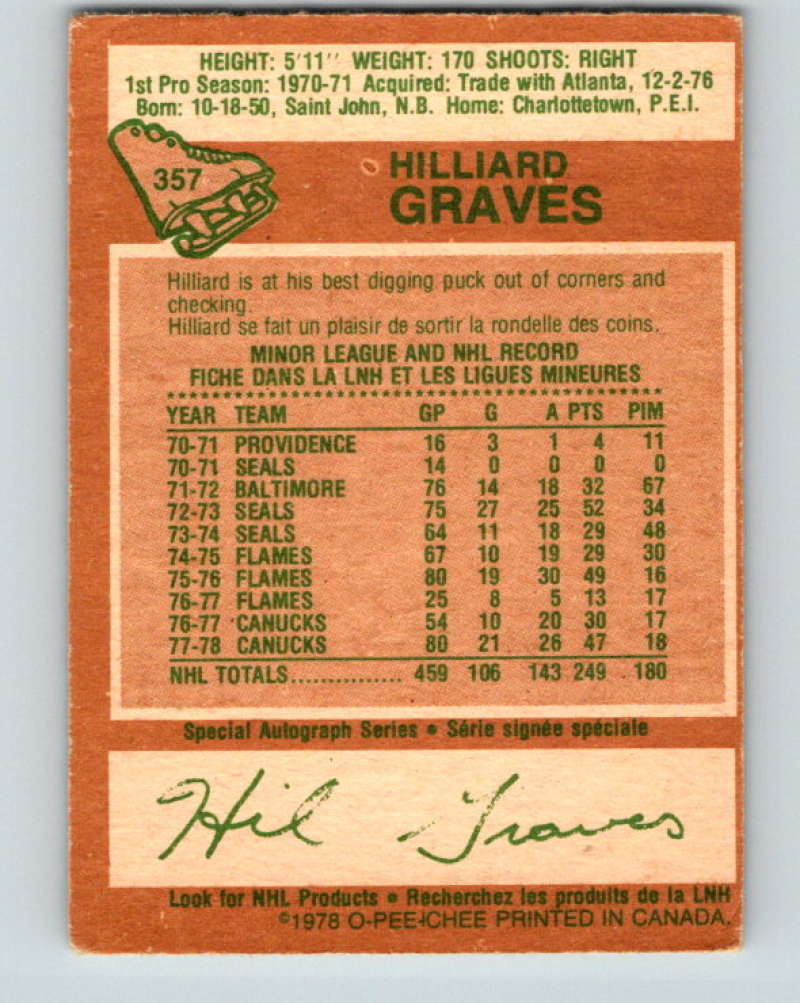 HEIGHT: 5'11'' WEIGHT: 170 SHOOTS: RIGHT
1st Pro Season: 1970-71 Acquired: Trade with Atlanta, 12-2-76
Born: 10-18-50, Saint John, N.B. Home: Charlottetown, P.E.I.
357
HILLIARD
GRAVES
Hilliard is at his best digging puck out of corners and
checking.
Hilliard se fait un plaisir de sortir la rondelle des coins.
MINOR LEAGUE AND NHL RECORD
FICHE DANS LA LNH ET LES LIGUES MINEURES
YEAR TEAM GP G A PTS PIM
70-71 PROVIDENCE 16 3 1 4 11
70-71 SEALS 14 0 0 0 0
71-72 BALTIMORE 76 14 18 32 67
72-73 SEALS 75 27 25 52 34
73-74 SEALS 64 11 18 29 48
74-75 FLAMES 67 10 19 29 30
75-76 FLAMES 80 19 30 49 16
76-77 FLAMES 25 8 5 13 17
76-77 CANUCKS 54 10 20 30 17
77-78 CANUCKS 80 21 26 47 18
NHL TOTALS................ 459 106 143 249 180
Special Autograph Series • Série signée spéciale
Hil Graves
Look for NHL Products • Recherchez les produits de la LNH
©1978 O-PEE-CHEE PRINTED IN CANADA.